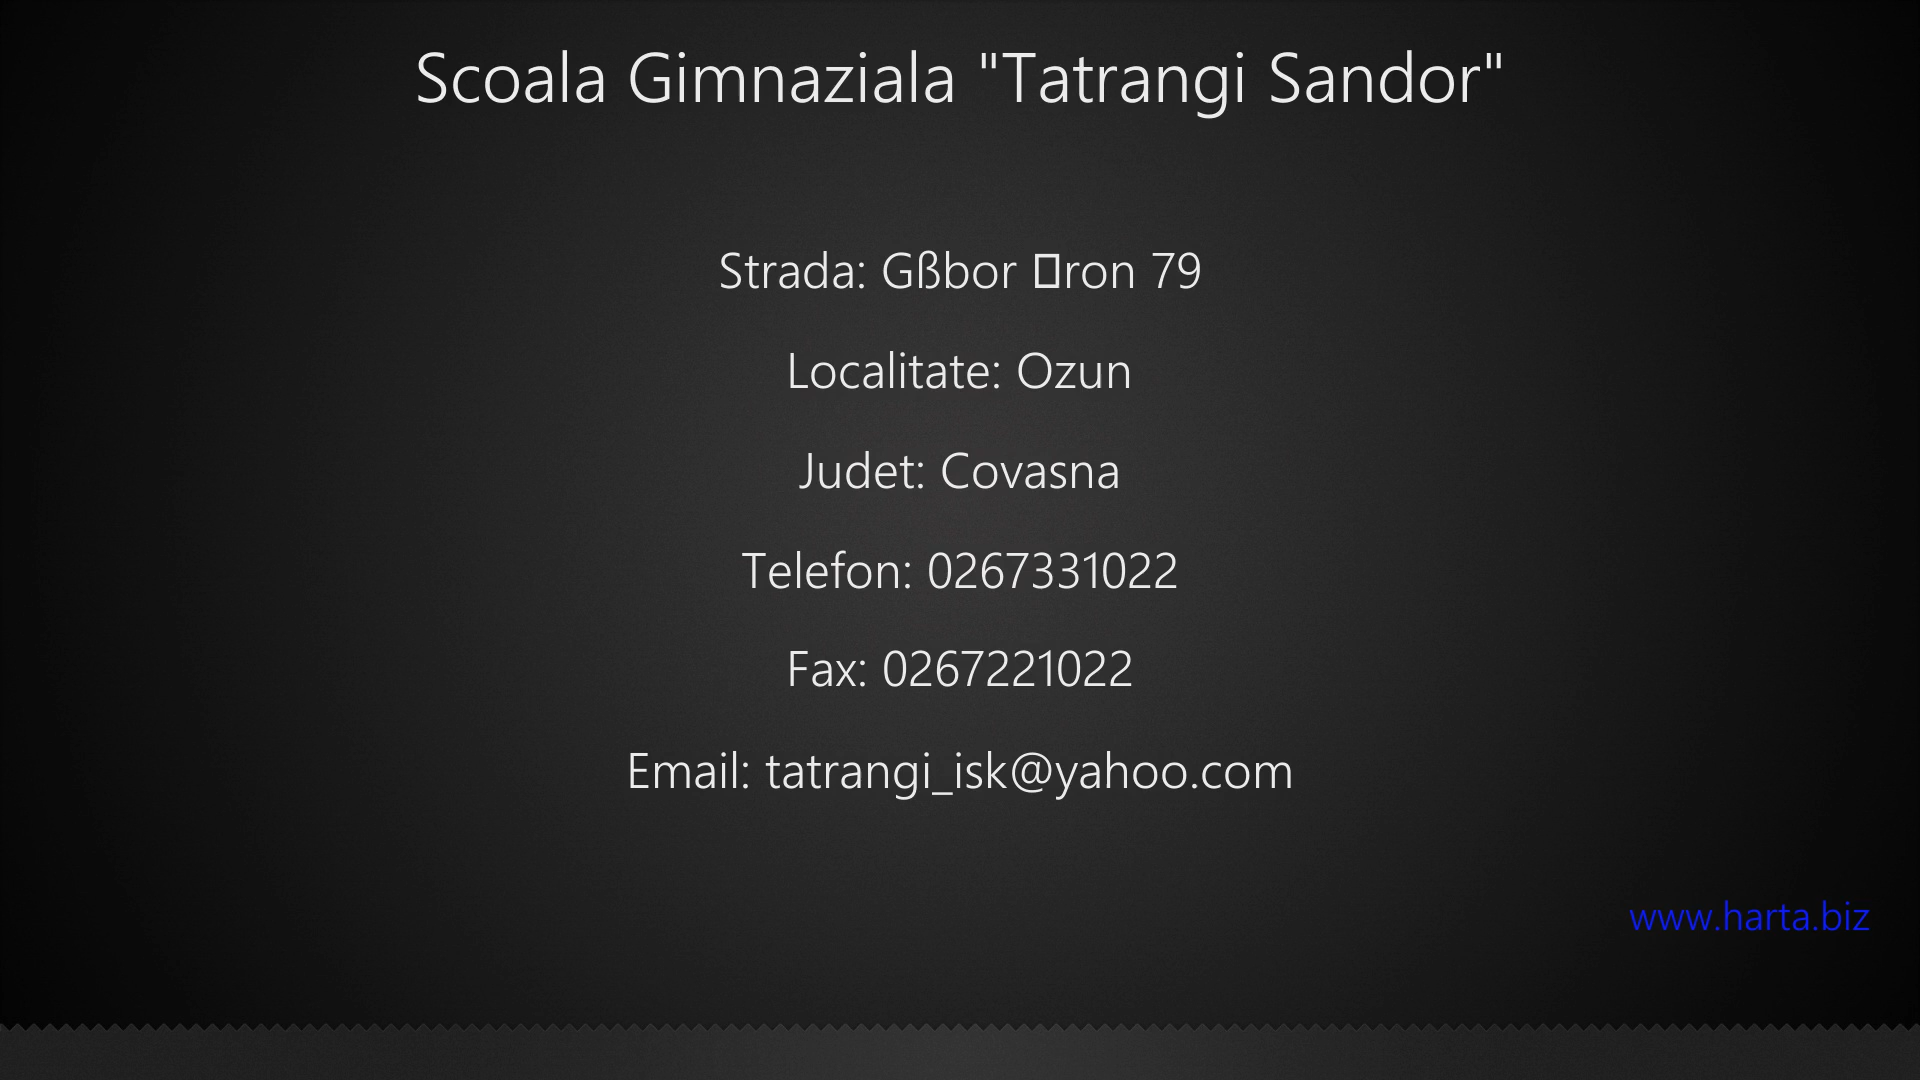 Scoala Gimnaziala "Tatrangi Sandor"
Strada: Gßbor □ron 79
Localitate: Ozun
Judet: Covasna
Telefon: 0267331022
Fax: 0267221022
Email: tatrangi_isk@yahoo.com
www.harta.biz